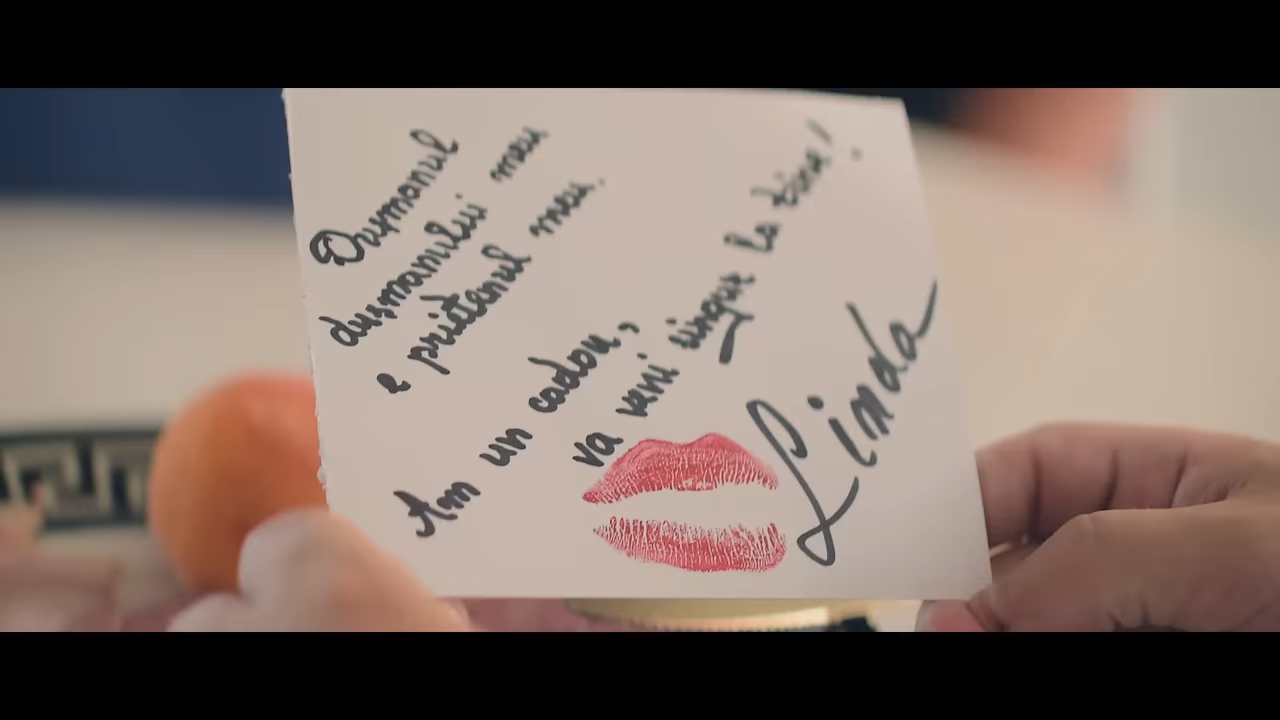 Dușmanul
dușmanului meu
e prietenul meu.
Am un cadou,
va veni singur la tine!
Linda